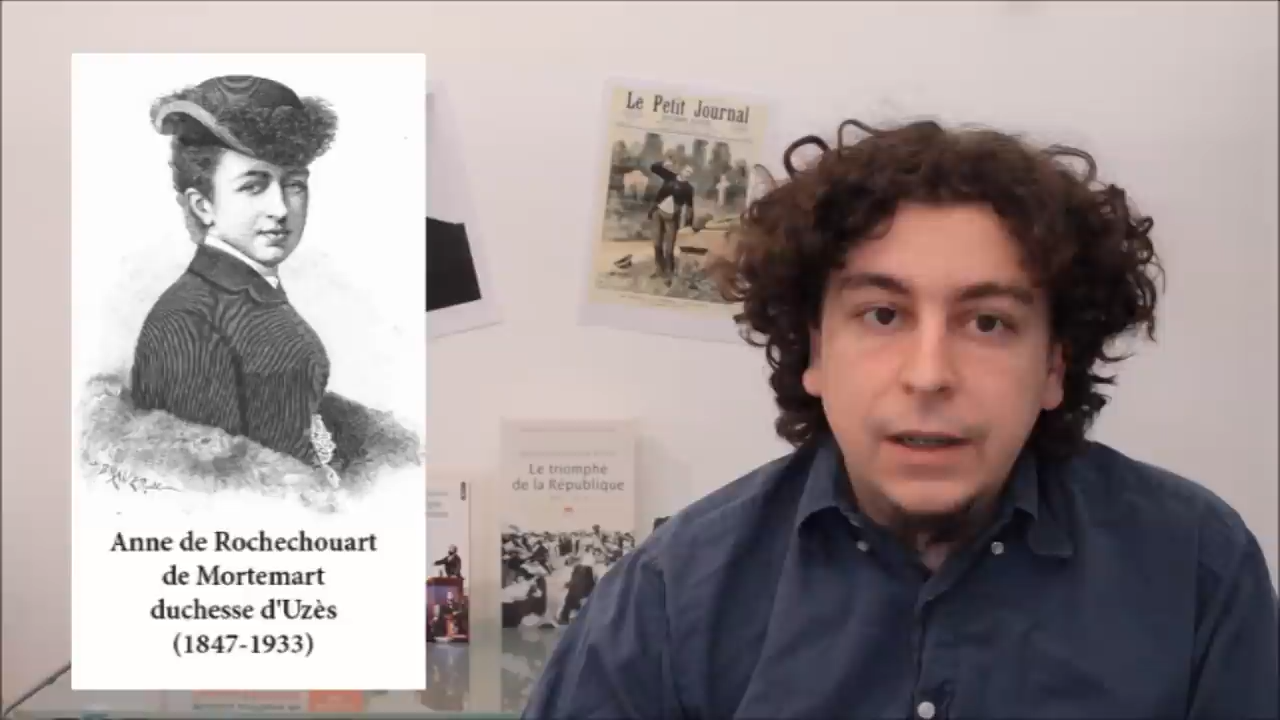 Anne de Rochechouart
de Mortemart
duchesse d'Uzès
(1847-1933)
Le Petit Journal
Le triomphe
de la République